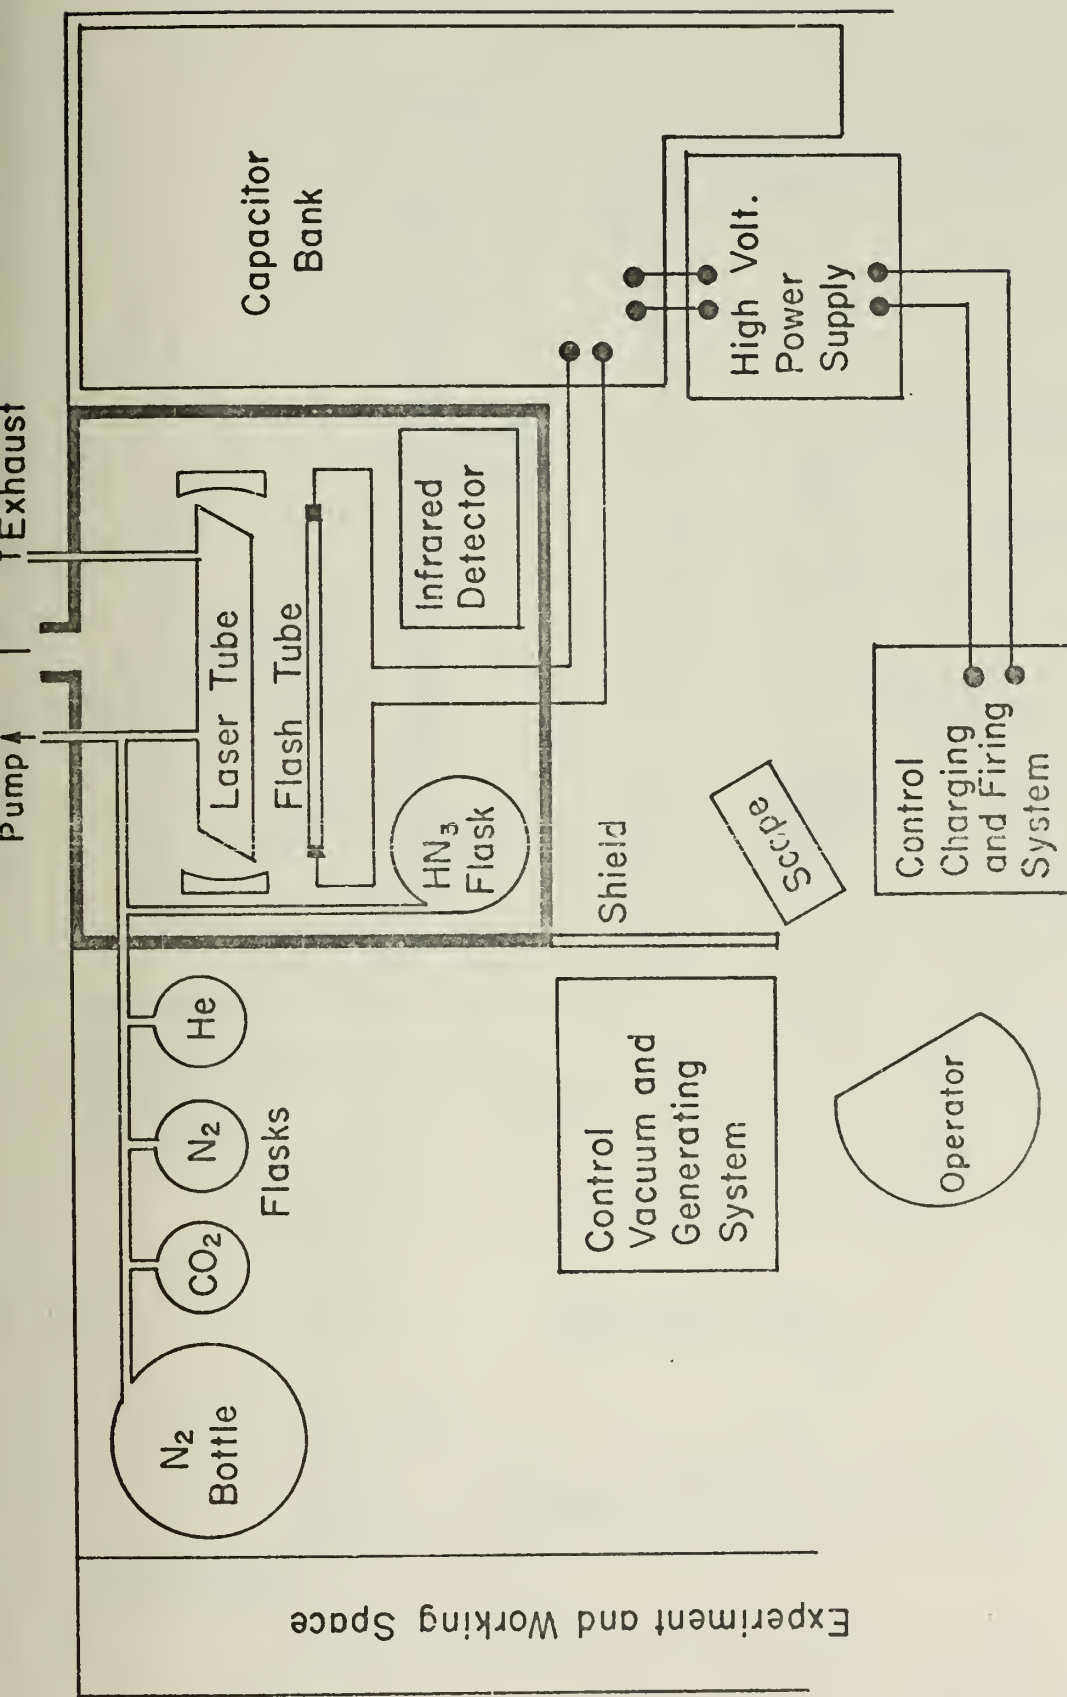 Pump
Exhaust
Capacitor
Bank
Laser Tube
Flash Tube
Infrared
Detector
HN₃
Flask
High Volt.
Power
Supply
N₂
Bottle
CO₂
N₂
He
Flasks
Shield
Scope
Control
Vacuum and
Generating
System
Operator
Control
Charging
and Firing
System
Experiment and Working Space